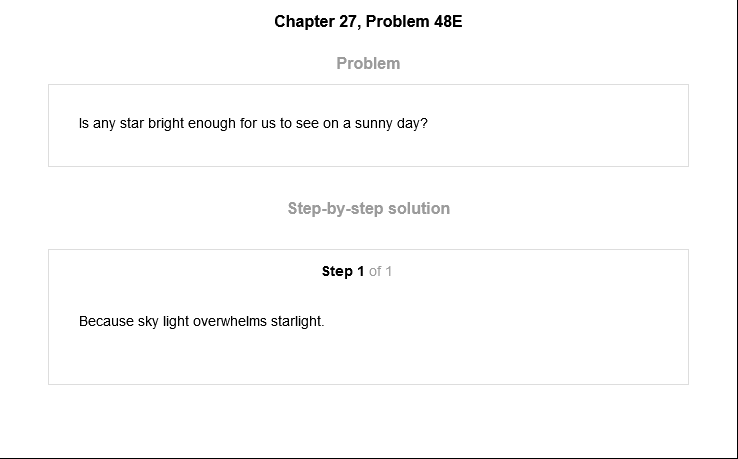 Chapter 27, Problem 48E
Problem
Is any star bright enough for us to see on a sunny day?
Step-by-step solution
Step 1 of 1
Because sky light overwhelms starlight.